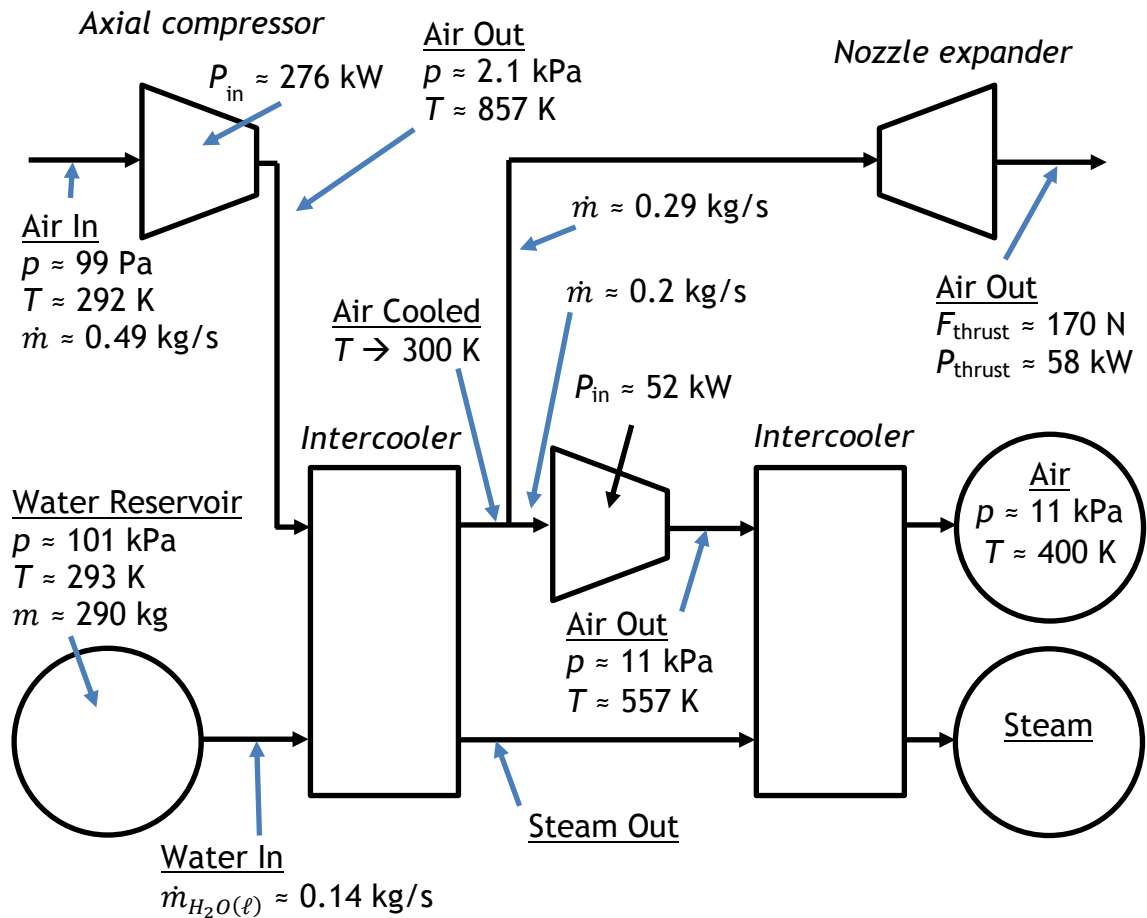 Axial compressor
P_in ≈ 276 kW
Air Out
p ≈ 2.1 kPa
T ≈ 857 K
Nozzle expander
Air In
p ≈ 99 Pa
T ≈ 292 K
ṁ ≈ 0.49 kg/s
ṁ ≈ 0.29 kg/s
Air Cooled
T → 300 K
ṁ ≈ 0.2 kg/s
Air Out
F_thrust ≈ 170 N
P_thrust ≈ 58 kW
P_in ≈ 52 kW
Intercooler
Intercooler
Water Reservoir
p ≈ 101 kPa
T ≈ 293 K
m ≈ 290 kg
Air
p ≈ 11 kPa
T ≈ 400 K
Air Out
p ≈ 11 kPa
T ≈ 557 K
Steam
Steam Out
Water In
ṁ_H₂O(ℓ) ≈ 0.14 kg/s